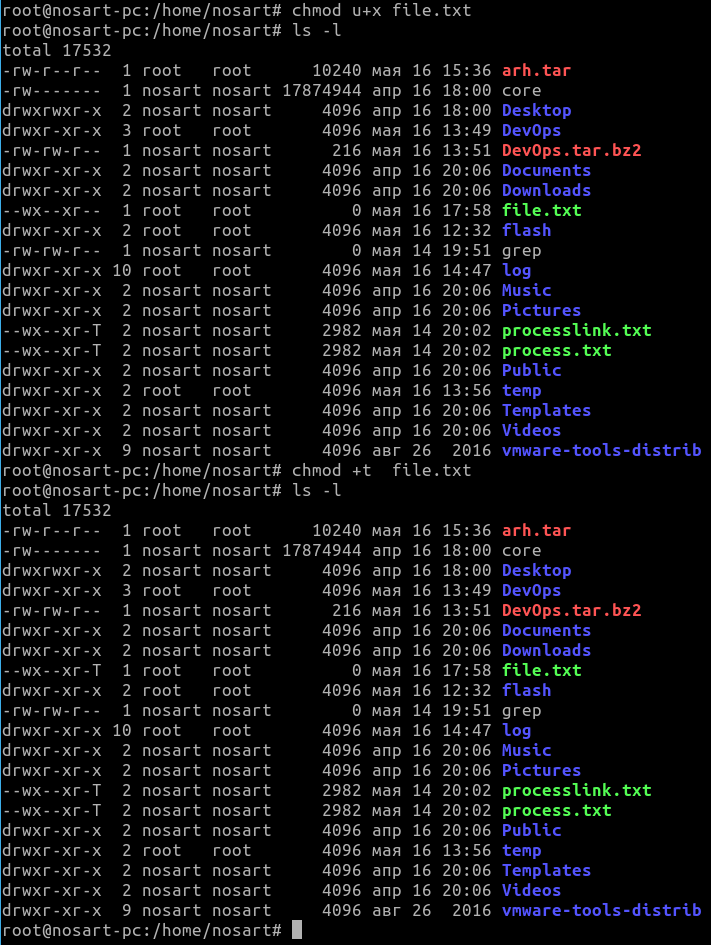 root@nosart-pc:/home/nosart# chmod u+x file.txt
root@nosart-pc:/home/nosart# ls -l
total 17532
-rw-r--r--  1 root   root      10240 мая 16 15:36 arh.tar
-rw-------  1 nosart nosart 17874944 апр 16 18:00 core
drwxrwxr-x  2 nosart nosart     4096 апр 16 18:00 Desktop
drwxr-xr-x  3 root   root       4096 мая 16 13:49 DevOps
-rw-rw-r--  1 nosart nosart      216 мая 16 13:51 DevOps.tar.bz2
drwxr-xr-x  2 nosart nosart     4096 апр 16 20:06 Documents
drwxr-xr-x  2 nosart nosart     4096 апр 16 20:06 Downloads
--wx--xr--  1 root   root          0 мая 16 17:58 file.txt
drwxr-xr-x  2 root   root       4096 мая 16 12:32 flash
-rw-rw-r--  1 nosart nosart        0 мая 14 19:51 grep
drwxr-xr-x 10 root   root       4096 мая 16 14:47 log
drwxr-xr-x  2 nosart nosart     4096 апр 16 20:06 Music
drwxr-xr-x  2 nosart nosart     4096 апр 16 20:06 Pictures
--wx--xr-T  2 nosart nosart     2982 мая 14 20:02 processlink.txt
--wx--xr-T  2 nosart nosart     2982 мая 14 20:02 process.txt
drwxr-xr-x  2 nosart nosart     4096 апр 16 20:06 Public
drwxr-xr-x  2 root   root       4096 мая 16 13:56 temp
drwxr-xr-x  2 nosart nosart     4096 апр 16 20:06 Templates
drwxr-xr-x  2 nosart nosart     4096 апр 16 20:06 Videos
drwxr-xr-x  9 nosart nosart     4096 авг 26  2016 vmware-tools-distrib
root@nosart-pc:/home/nosart# chmod +t  file.txt
root@nosart-pc:/home/nosart# ls -l
total 17532
-rw-r--r--  1 root   root      10240 мая 16 15:36 arh.tar
-rw-------  1 nosart nosart 17874944 апр 16 18:00 core
drwxrwxr-x  2 nosart nosart     4096 апр 16 18:00 Desktop
drwxr-xr-x  3 root   root       4096 мая 16 13:49 DevOps
-rw-rw-r--  1 nosart nosart      216 мая 16 13:51 DevOps.tar.bz2
drwxr-xr-x  2 nosart nosart     4096 апр 16 20:06 Documents
drwxr-xr-x  2 nosart nosart     4096 апр 16 20:06 Downloads
--wx--xr-T  1 root   root          0 мая 16 17:58 file.txt
drwxr-xr-x  2 root   root       4096 мая 16 12:32 flash
-rw-rw-r--  1 nosart nosart        0 мая 14 19:51 grep
drwxr-xr-x 10 root   root       4096 мая 16 14:47 log
drwxr-xr-x  2 nosart nosart     4096 апр 16 20:06 Music
drwxr-xr-x  2 nosart nosart     4096 апр 16 20:06 Pictures
--wx--xr-T  2 nosart nosart     2982 мая 14 20:02 processlink.txt
--wx--xr-T  2 nosart nosart     2982 мая 14 20:02 process.txt
drwxr-xr-x  2 nosart nosart     4096 апр 16 20:06 Public
drwxr-xr-x  2 root   root       4096 мая 16 13:56 temp
drwxr-xr-x  2 nosart nosart     4096 апр 16 20:06 Templates
drwxr-xr-x  2 nosart nosart     4096 апр 16 20:06 Videos
drwxr-xr-x  9 nosart nosart     4096 авг 26  2016 vmware-tools-distrib
root@nosart-pc:/home/nosart#